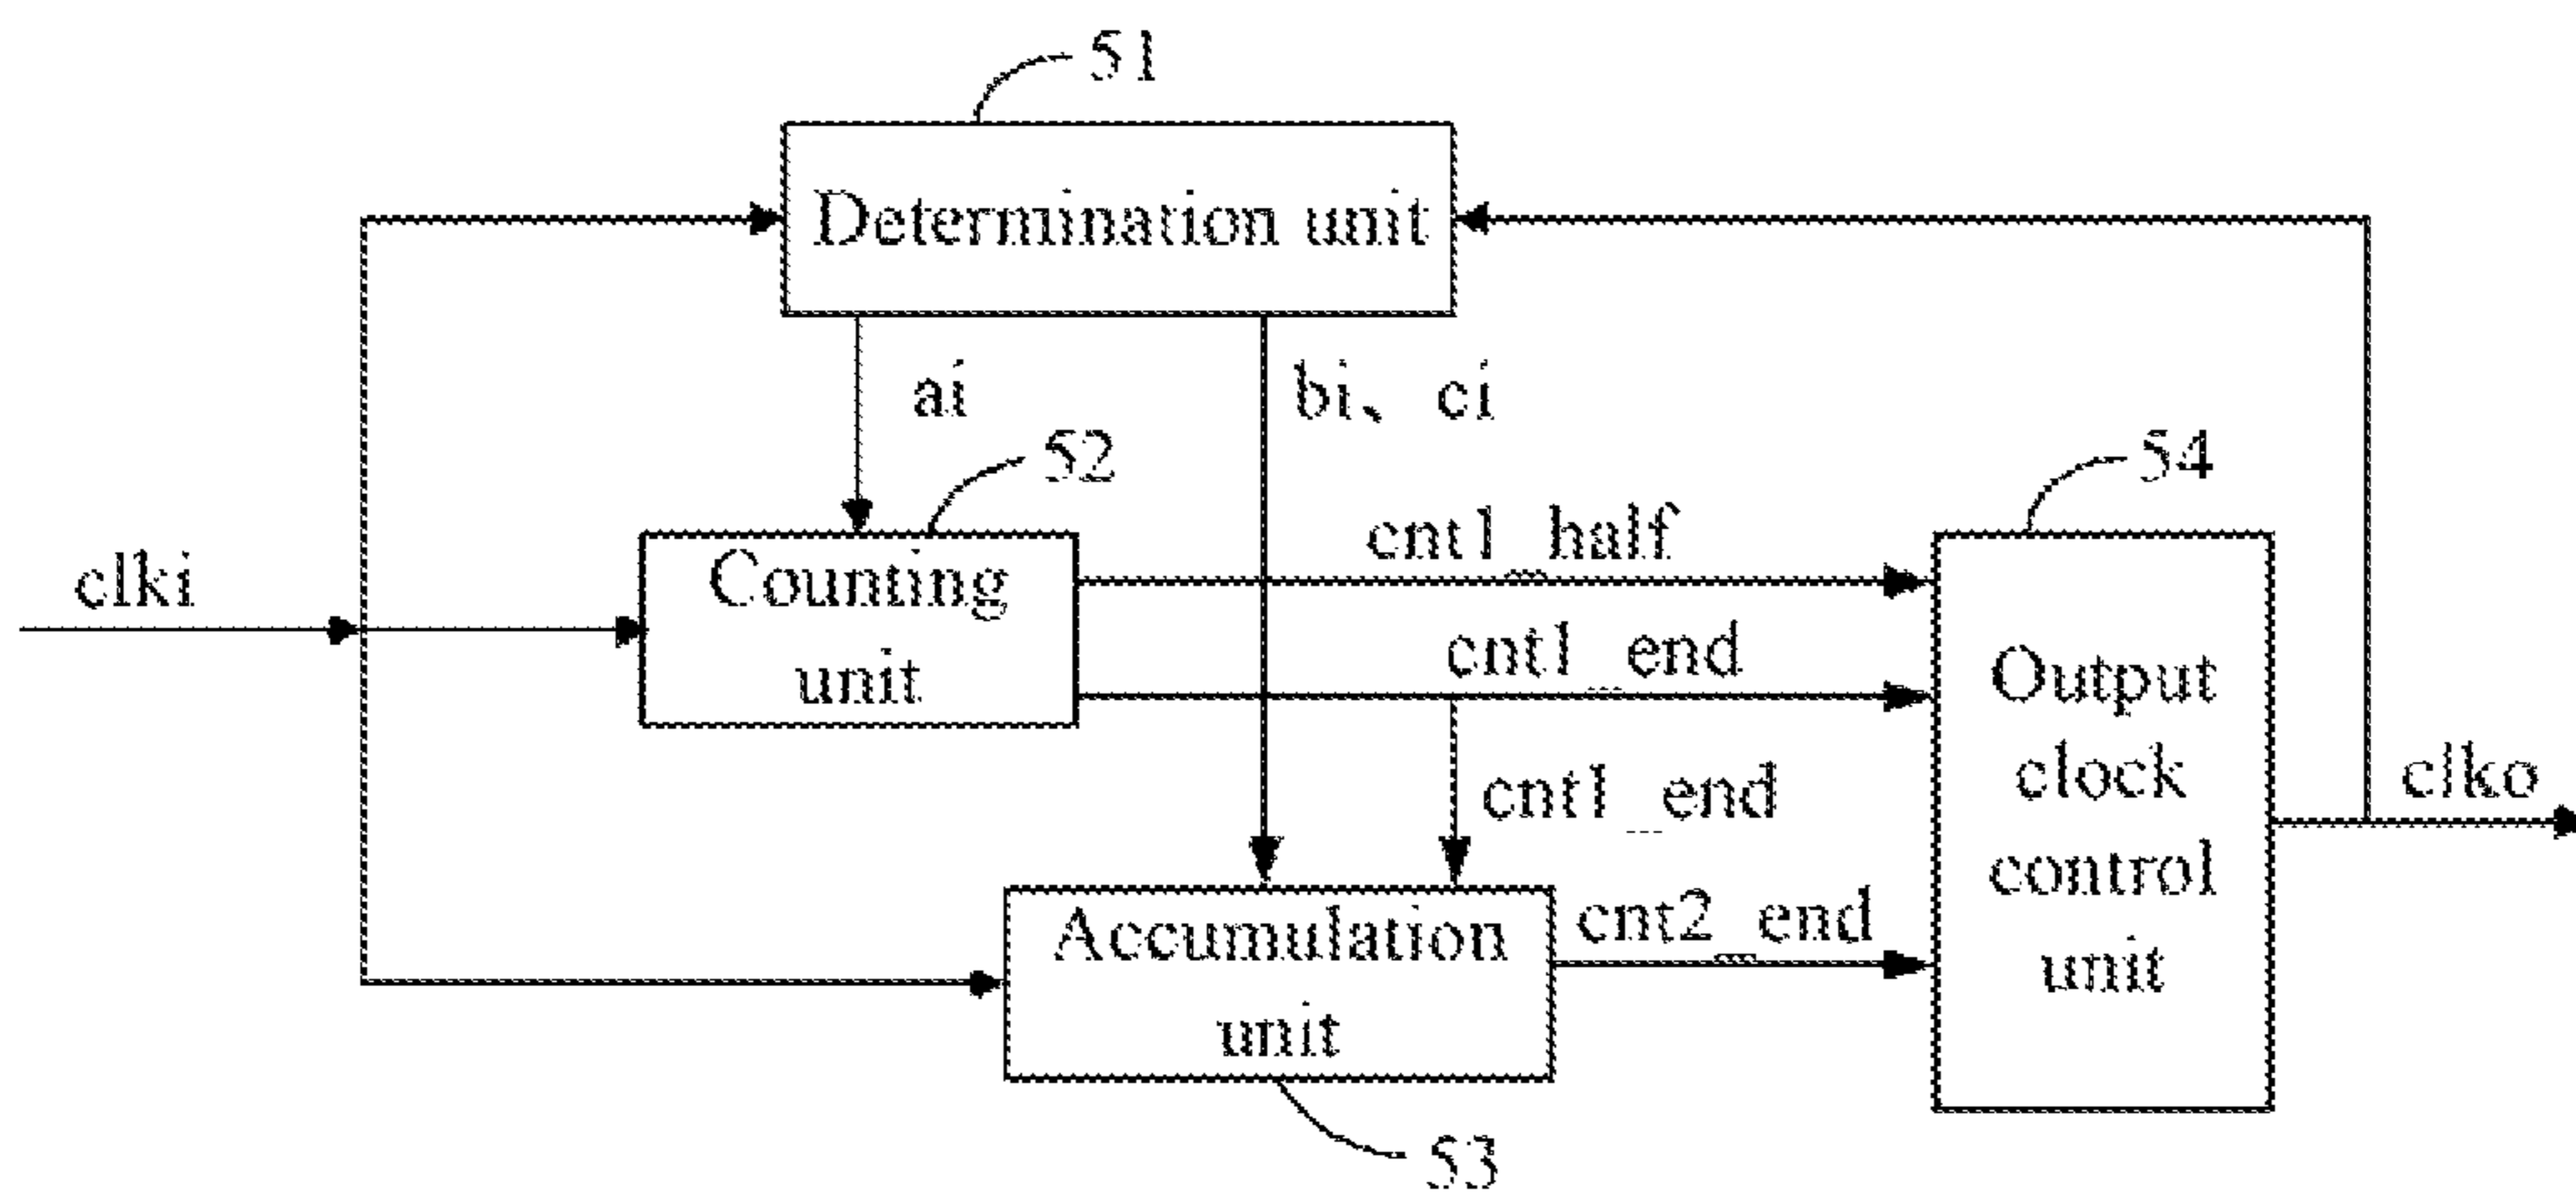 51
Determination unit
ai
bi、ci
52
54
clki
Counting
unit
cnt1_half
cnt1_end
Output
clock
control
unit
cnt1_end
clko
Accumulation
unit
cnt2_end
53